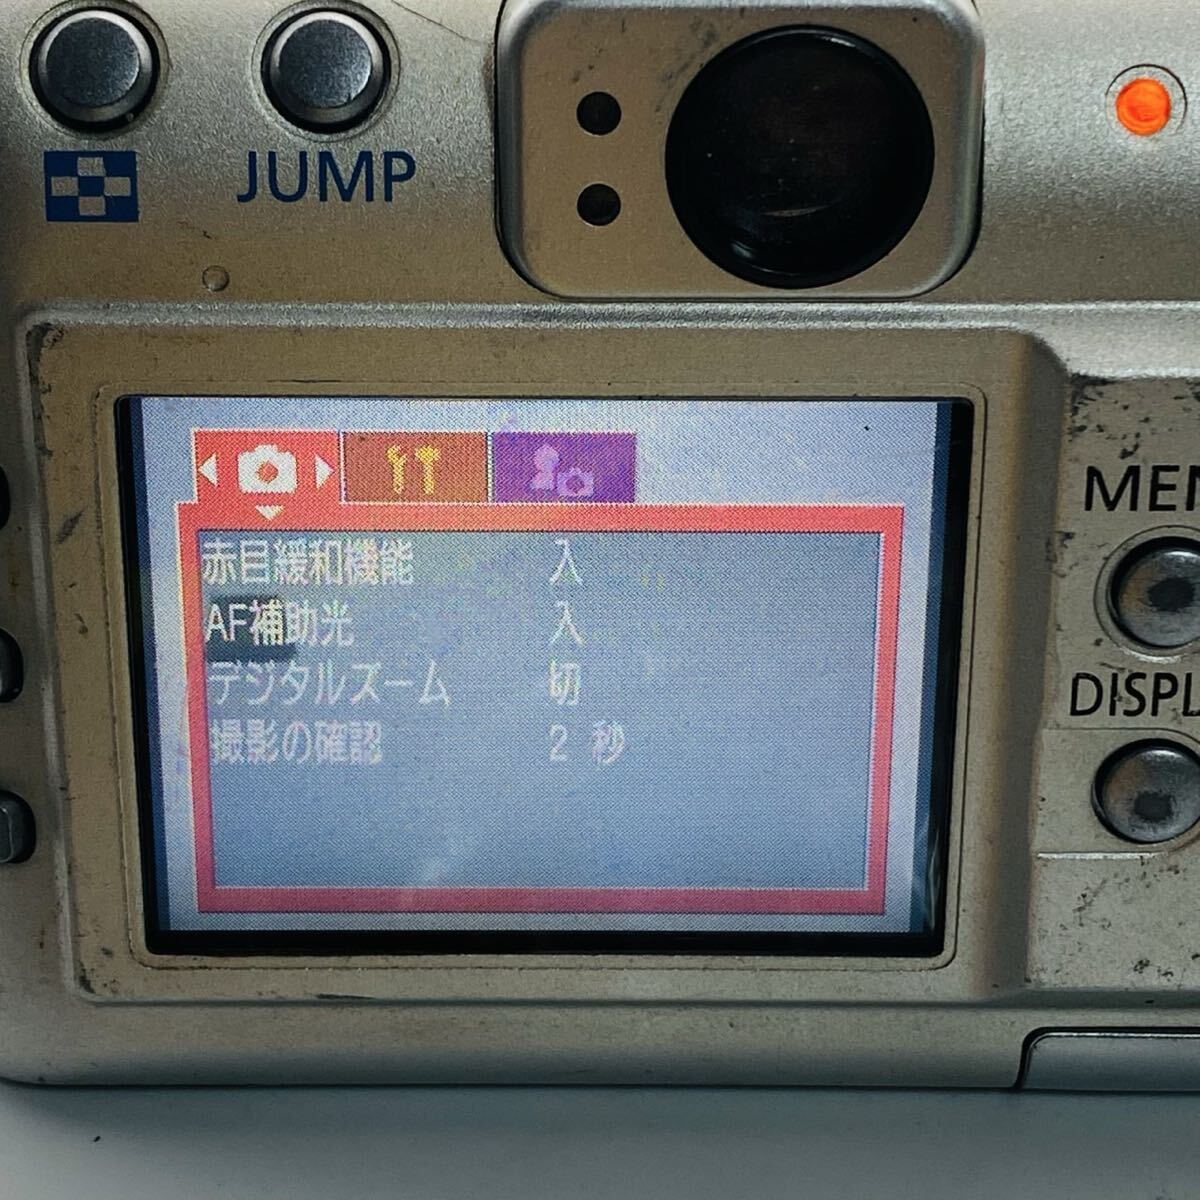 JUMP
赤目緩和機能 入
AF補助光 入
デジタルズーム 切
撮影の確認 2 秒
MEN
DISPL